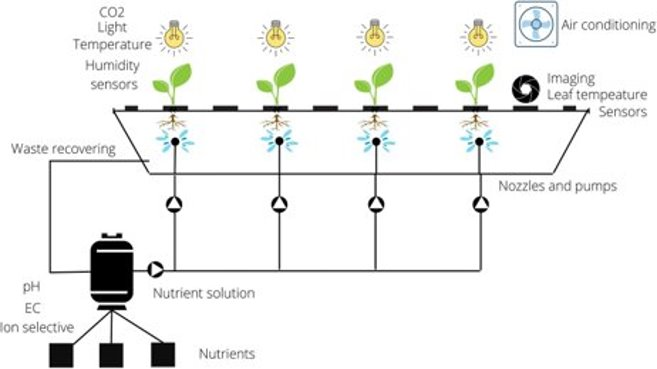 CO2
Light
Temperature
Humidity
sensors
Air conditioning
Imaging
Leaf tempeature
Sensors
Waste recovering
Nozzles and pumps
pH
EC
Ion selective
Nutrient solution
Nutrients